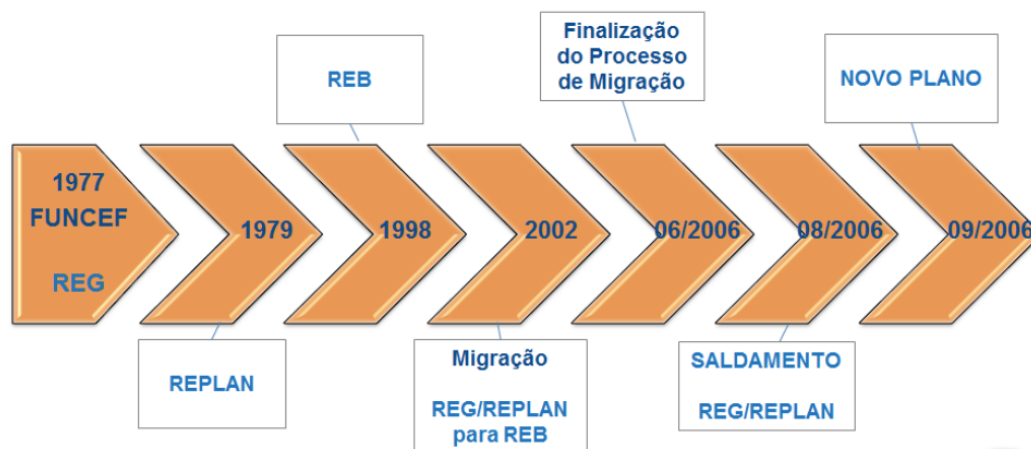 1977
FUNCEF
REG
REPLAN
1979
REB
1998
2002
Migração
REG/REPLAN
para REB
Finalização
do Processo
de Migração
06/2006
08/2006
SALDAMENTO
REG/REPLAN
NOVO PLANO
09/2006